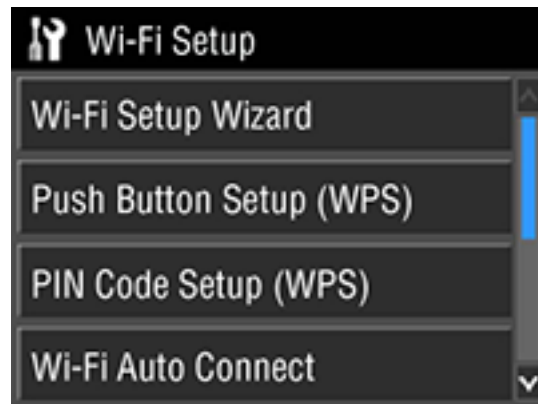 Wi-Fi Setup
Wi-Fi Setup Wizard
Push Button Setup (WPS)
PIN Code Setup (WPS)
Wi-Fi Auto Connect